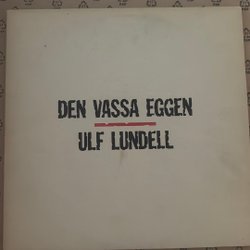 DEN VASSA EGGEN
ULF LUNDELL